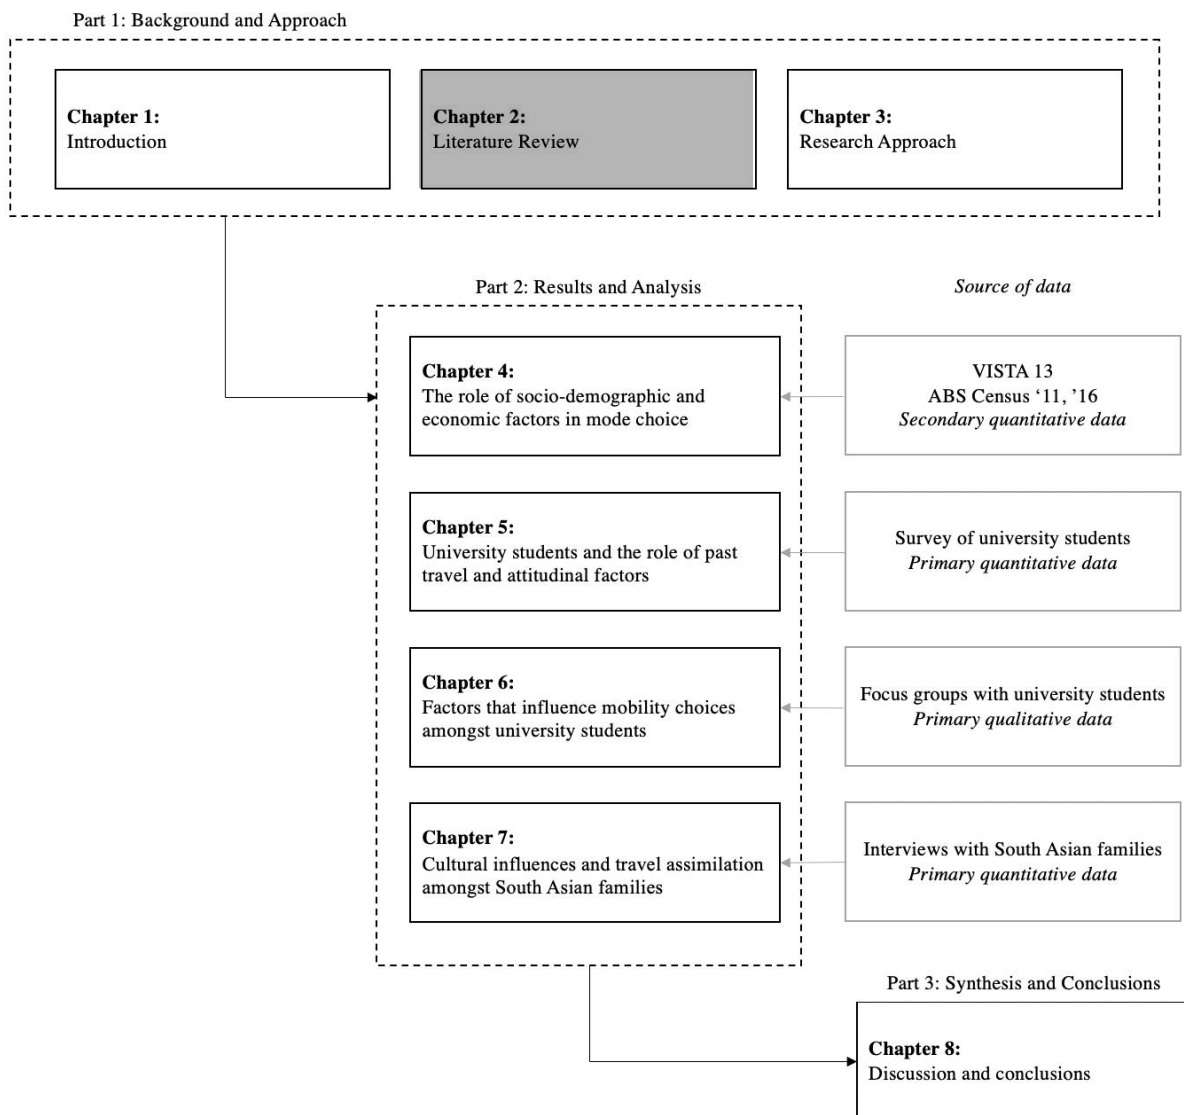 Part 1: Background and Approach
Chapter 1:
Introduction
Chapter 2:
Literature Review
Chapter 3:
Research Approach
Part 2: Results and Analysis
Source of data
Chapter 4:
The role of socio-demographic and
economic factors in mode choice
VISTA 13
ABS Census ‘11, ’16
Secondary quantitative data
Chapter 5:
University students and the role of past
travel and attitudinal factors
Survey of university students
Primary quantitative data
Chapter 6:
Factors that influence mobility choices
amongst university students
Focus groups with university students
Primary qualitative data
Chapter 7:
Cultural influences and travel assimilation
amongst South Asian families
Interviews with South Asian families
Primary quantitative data
Part 3: Synthesis and Conclusions
Chapter 8:
Discussion and conclusions